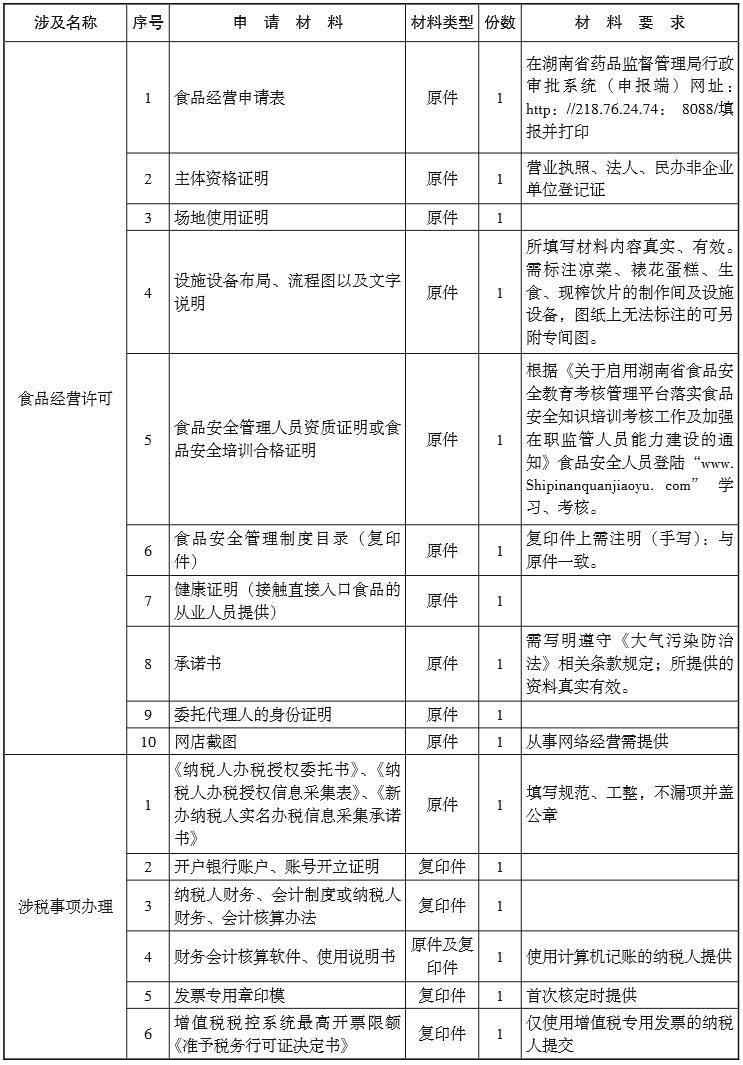 涉及名称 序号 申 请 材 料 材料类型 份数 材 料 要 求
食品经营许可
1 食品经营申请表 原件 1
在湖南省药品监督管理局行政
审批系统（申报端）网址：
http：//218.76.24.74： 8088/填
报并打印
2 主体资格证明 原件 1
营业执照、法人、民办非企业
单位登记证
3 场地使用证明 原件 1
4
设施设备布局、流程图以及文字
说明
原件 1
所填写材料内容真实、有效。
需标注凉菜、裱花蛋糕、生
食、现榨饮片的制作间及设施
设备，图纸上无法标注的可另
附专间图。
5
食品安全管理人员资质证明或食
品安全培训合格证明
原件 1
根据《关于启用湖南省食品安
全教育考核管理平台落实食品
安全知识培训考核工作及加强
在职监管人员能力建设的通
知》食品安全人员登陆“www.
Shipinanquanjiaoyu. com” 学
习、考核。
6
食品安全管理制度目录（复印
件）
原件 1
复印件上需注明（手写）：与
原件一致。
7
健康证明（接触直接入口食品的
从业人员提供）
原件 1
8 承诺书 原件 1
需写明遵守《大气污染防治
法》相关条款规定；所提供的
资料真实有效。
9 委托代理人的身份证明 原件 1
10 网店截图 原件 1 从事网络经营需提供
涉税事项办理
1
《纳税人办税授权委托书》、《纳
税人办税授权信息采集表》、《新
办纳税人实名办税信息采集承诺
书》
原件 1
填写规范、工整，不漏项并盖
公章
2 开户银行账户、账号开立证明 复印件 1
3
纳税人财务、会计制度或纳税人
财务、会计核算办法
复印件 1
4 财务会计核算软件、使用说明书
原件及复
印件
1 使用计算机记账的纳税人提供
5 发票专用章印模 复印件 1 首次核定时提供
6
增值税税控系统最高开票限额
《准予税务行可证决定书》
复印件 1
仅使用增值税专用发票的纳税
人提交